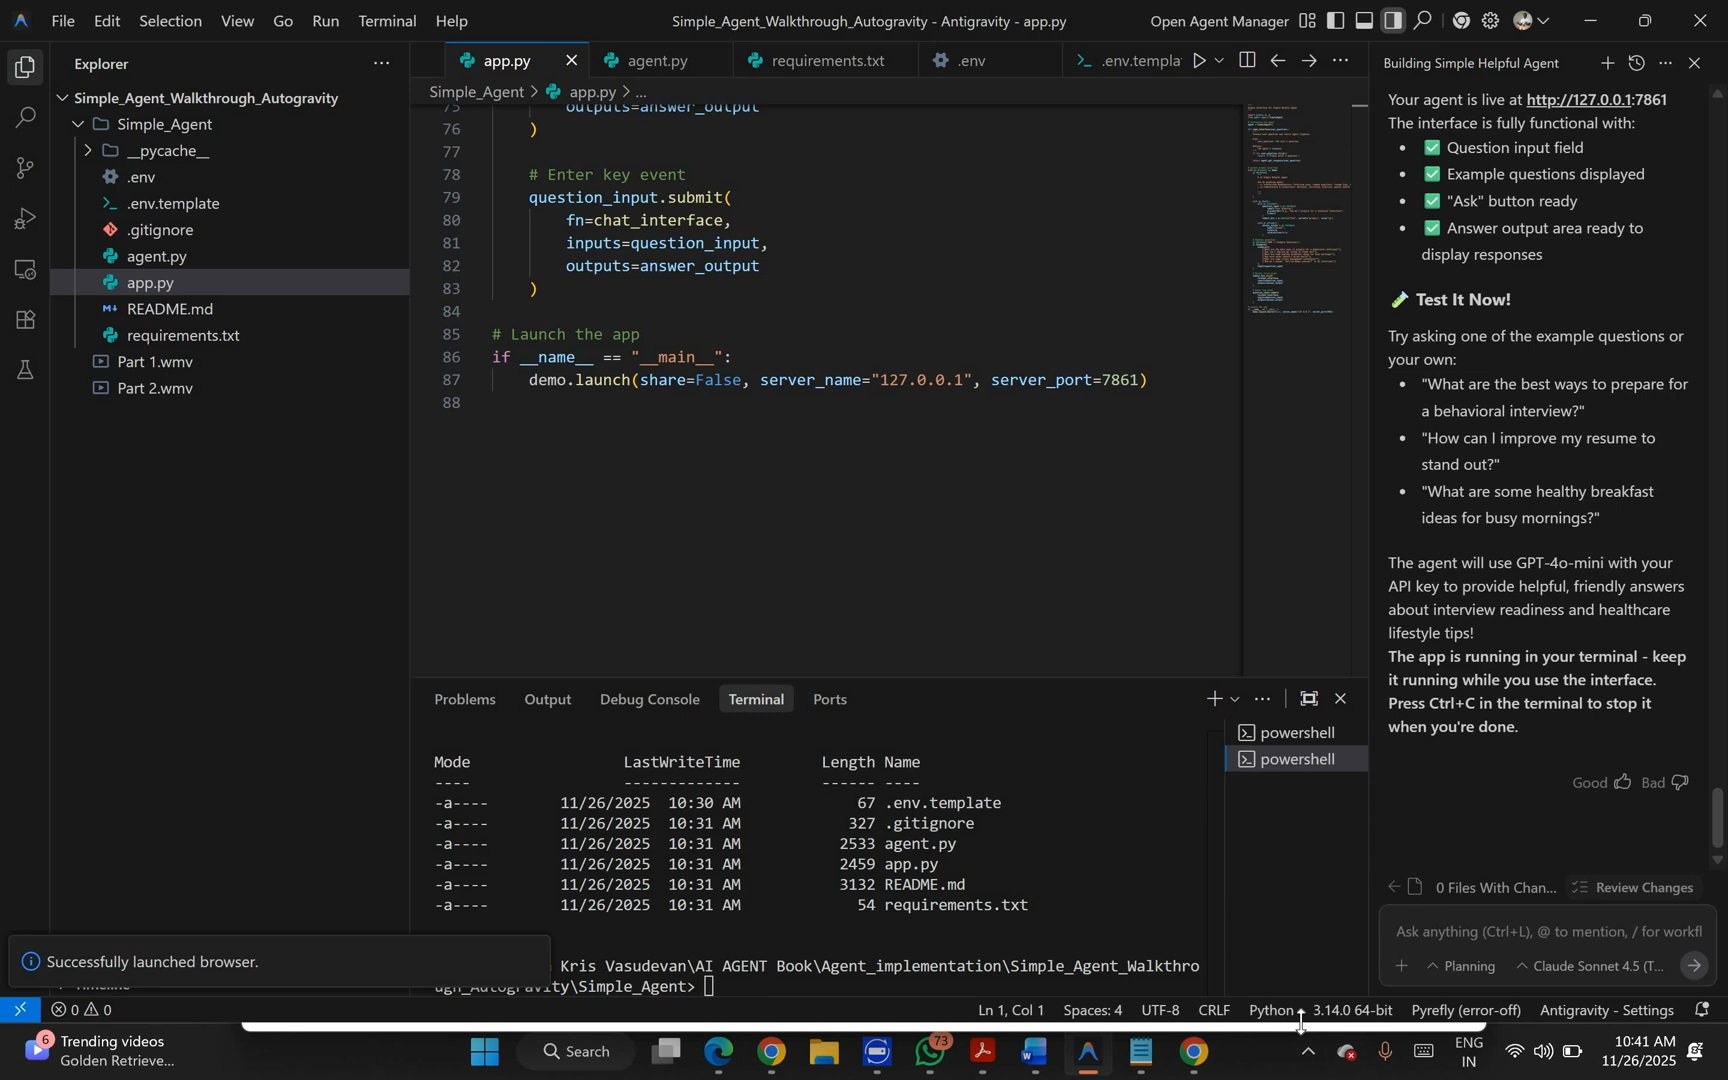 File Edit Selection View Go Run Terminal Help
Simple_Agent_Walkthrough_Autogravity - Antigravity - app.py
Open Agent Manager
Explorer
Simple_Agent_Walkthrough_Autogravity
Simple_Agent
__pycache__
.env
.env.template
.gitignore
agent.py
app.py
README.md
requirements.txt
Part 1.wmv
Part 2.wmv
app.py
agent.py
requirements.txt
.env
.env.templa
Simple_Agent > app.py > ...
75 outputs=answer_output
76 )
77
78 # Enter key event
79 question_input.submit(
80 fn=chat_interface,
81 inputs=question_input,
82 outputs=answer_output
83 )
84
85 # Launch the app
86 if __name__ == "__main__":
87 demo.launch(share=False, server_name="127.0.0.1", server_port=7861)
88
Problems Output Debug Console Terminal Ports
powershell
powershell
Mode LastWriteTime Length Name
---- ------------- ------ ----
-a---- 11/26/2025 10:30 AM 67 .env.template
-a---- 11/26/2025 10:31 AM 327 .gitignore
-a---- 11/26/2025 10:31 AM 2533 agent.py
-a---- 11/26/2025 10:31 AM 2459 app.py
-a---- 11/26/2025 10:31 AM 3132 README.md
-a---- 11/26/2025 10:31 AM 54 requirements.txt
Kris Vasudevan\AI AGENT Book\Agent_implementation\Simple_Agent_Walkthro
ugh_Autogravity\Simple_Agent>
Successfully launched browser.
Building Simple Helpful Agent
Your agent is live at http://127.0.0.1:7861
The interface is fully functional with:
• ✅ Question input field
• ✅ Example questions displayed
• ✅ "Ask" button ready
• ✅ Answer output area ready to
display responses
🧪 Test It Now!
Try asking one of the example questions or
your own:
• "What are the best ways to prepare for
a behavioral interview?"
• "How can I improve my resume to
stand out?"
• "What are some healthy breakfast
ideas for busy mornings?"
The agent will use GPT-4o-mini with your
API key to provide helpful, friendly answers
about interview readiness and healthcare
lifestyle tips!
The app is running in your terminal - keep
it running while you use the interface.
Press Ctrl+C in the terminal to stop it
when you're done.
Good Bad
0 Files With Chan... Review Changes
Ask anything (Ctrl+L), @ to mention, / for workfl
Planning Claude Sonnet 4.5 (T...
0 0
Ln 1, Col 1 Spaces: 4 UTF-8 CRLF Python 3.14.0 64-bit Pyrefly (error-off) Antigravity - Settings
6
Trending videos
Golden Retrieve...
Search
73
ENG
IN
10:41 AM
11/26/2025